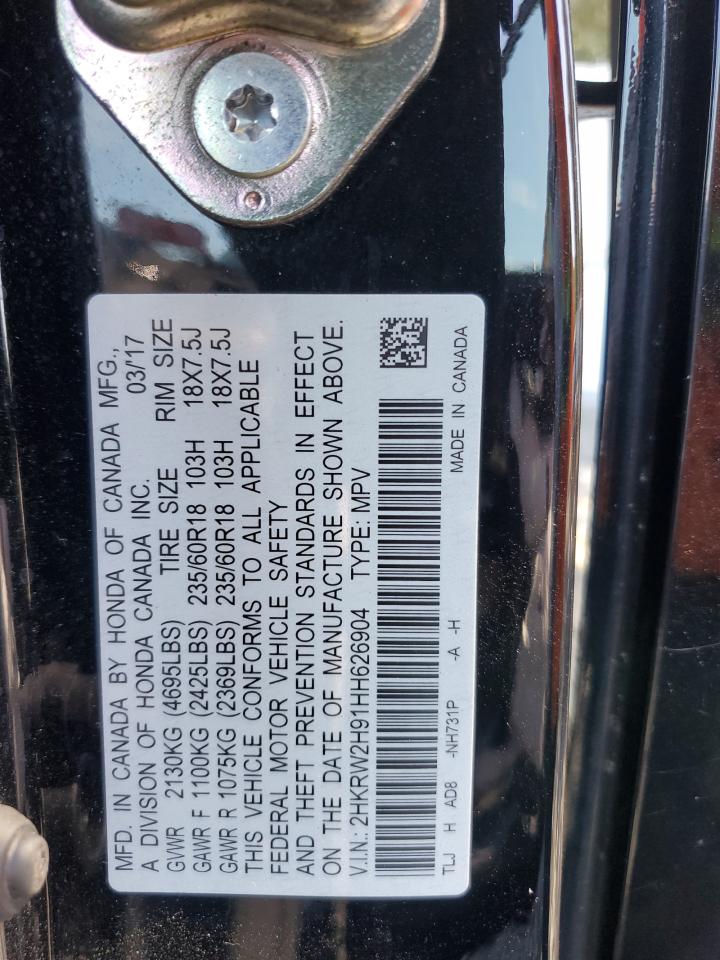 MFD. IN CANADA BY HONDA OF CANADA MFG.,
A DIVISION OF HONDA CANADA INC. 03/17
GVWR 2130KG (4695LBS) TIRE SIZE RIM SIZE
GAWR F 1100KG (2425LBS) 235/60R18 103H 18X7.5J
GAWR R 1075KG (2369LBS) 235/60R18 103H 18X7.5J
THIS VEHICLE CONFORMS TO ALL APPLICABLE
FEDERAL MOTOR VEHICLE SAFETY
AND THEFT PREVENTION STANDARDS IN EFFECT
ON THE DATE OF MANUFACTURE SHOWN ABOVE.
V.I.N.: 2HKRW2H91HH626904 TYPE: MPV
TLJ H AD8 -NH731P -A -H MADE IN CANADA